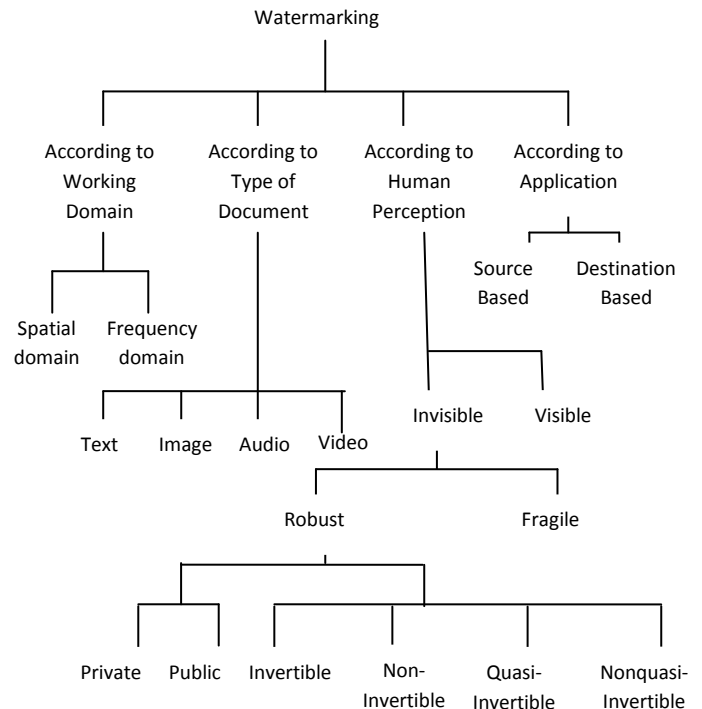 Watermarking
According to
Working
Domain
According to
Type of
Document
According to
Human
Perception
According to
Application
Source
Based
Destination
Based
Spatial
domain
Frequency
domain
Text
Image
Audio
Video
Invisible
Visible
Robust
Fragile
Private
Public
Invertible
Non-
Invertible
Quasi-
Invertible
Nonquasi-
Invertible